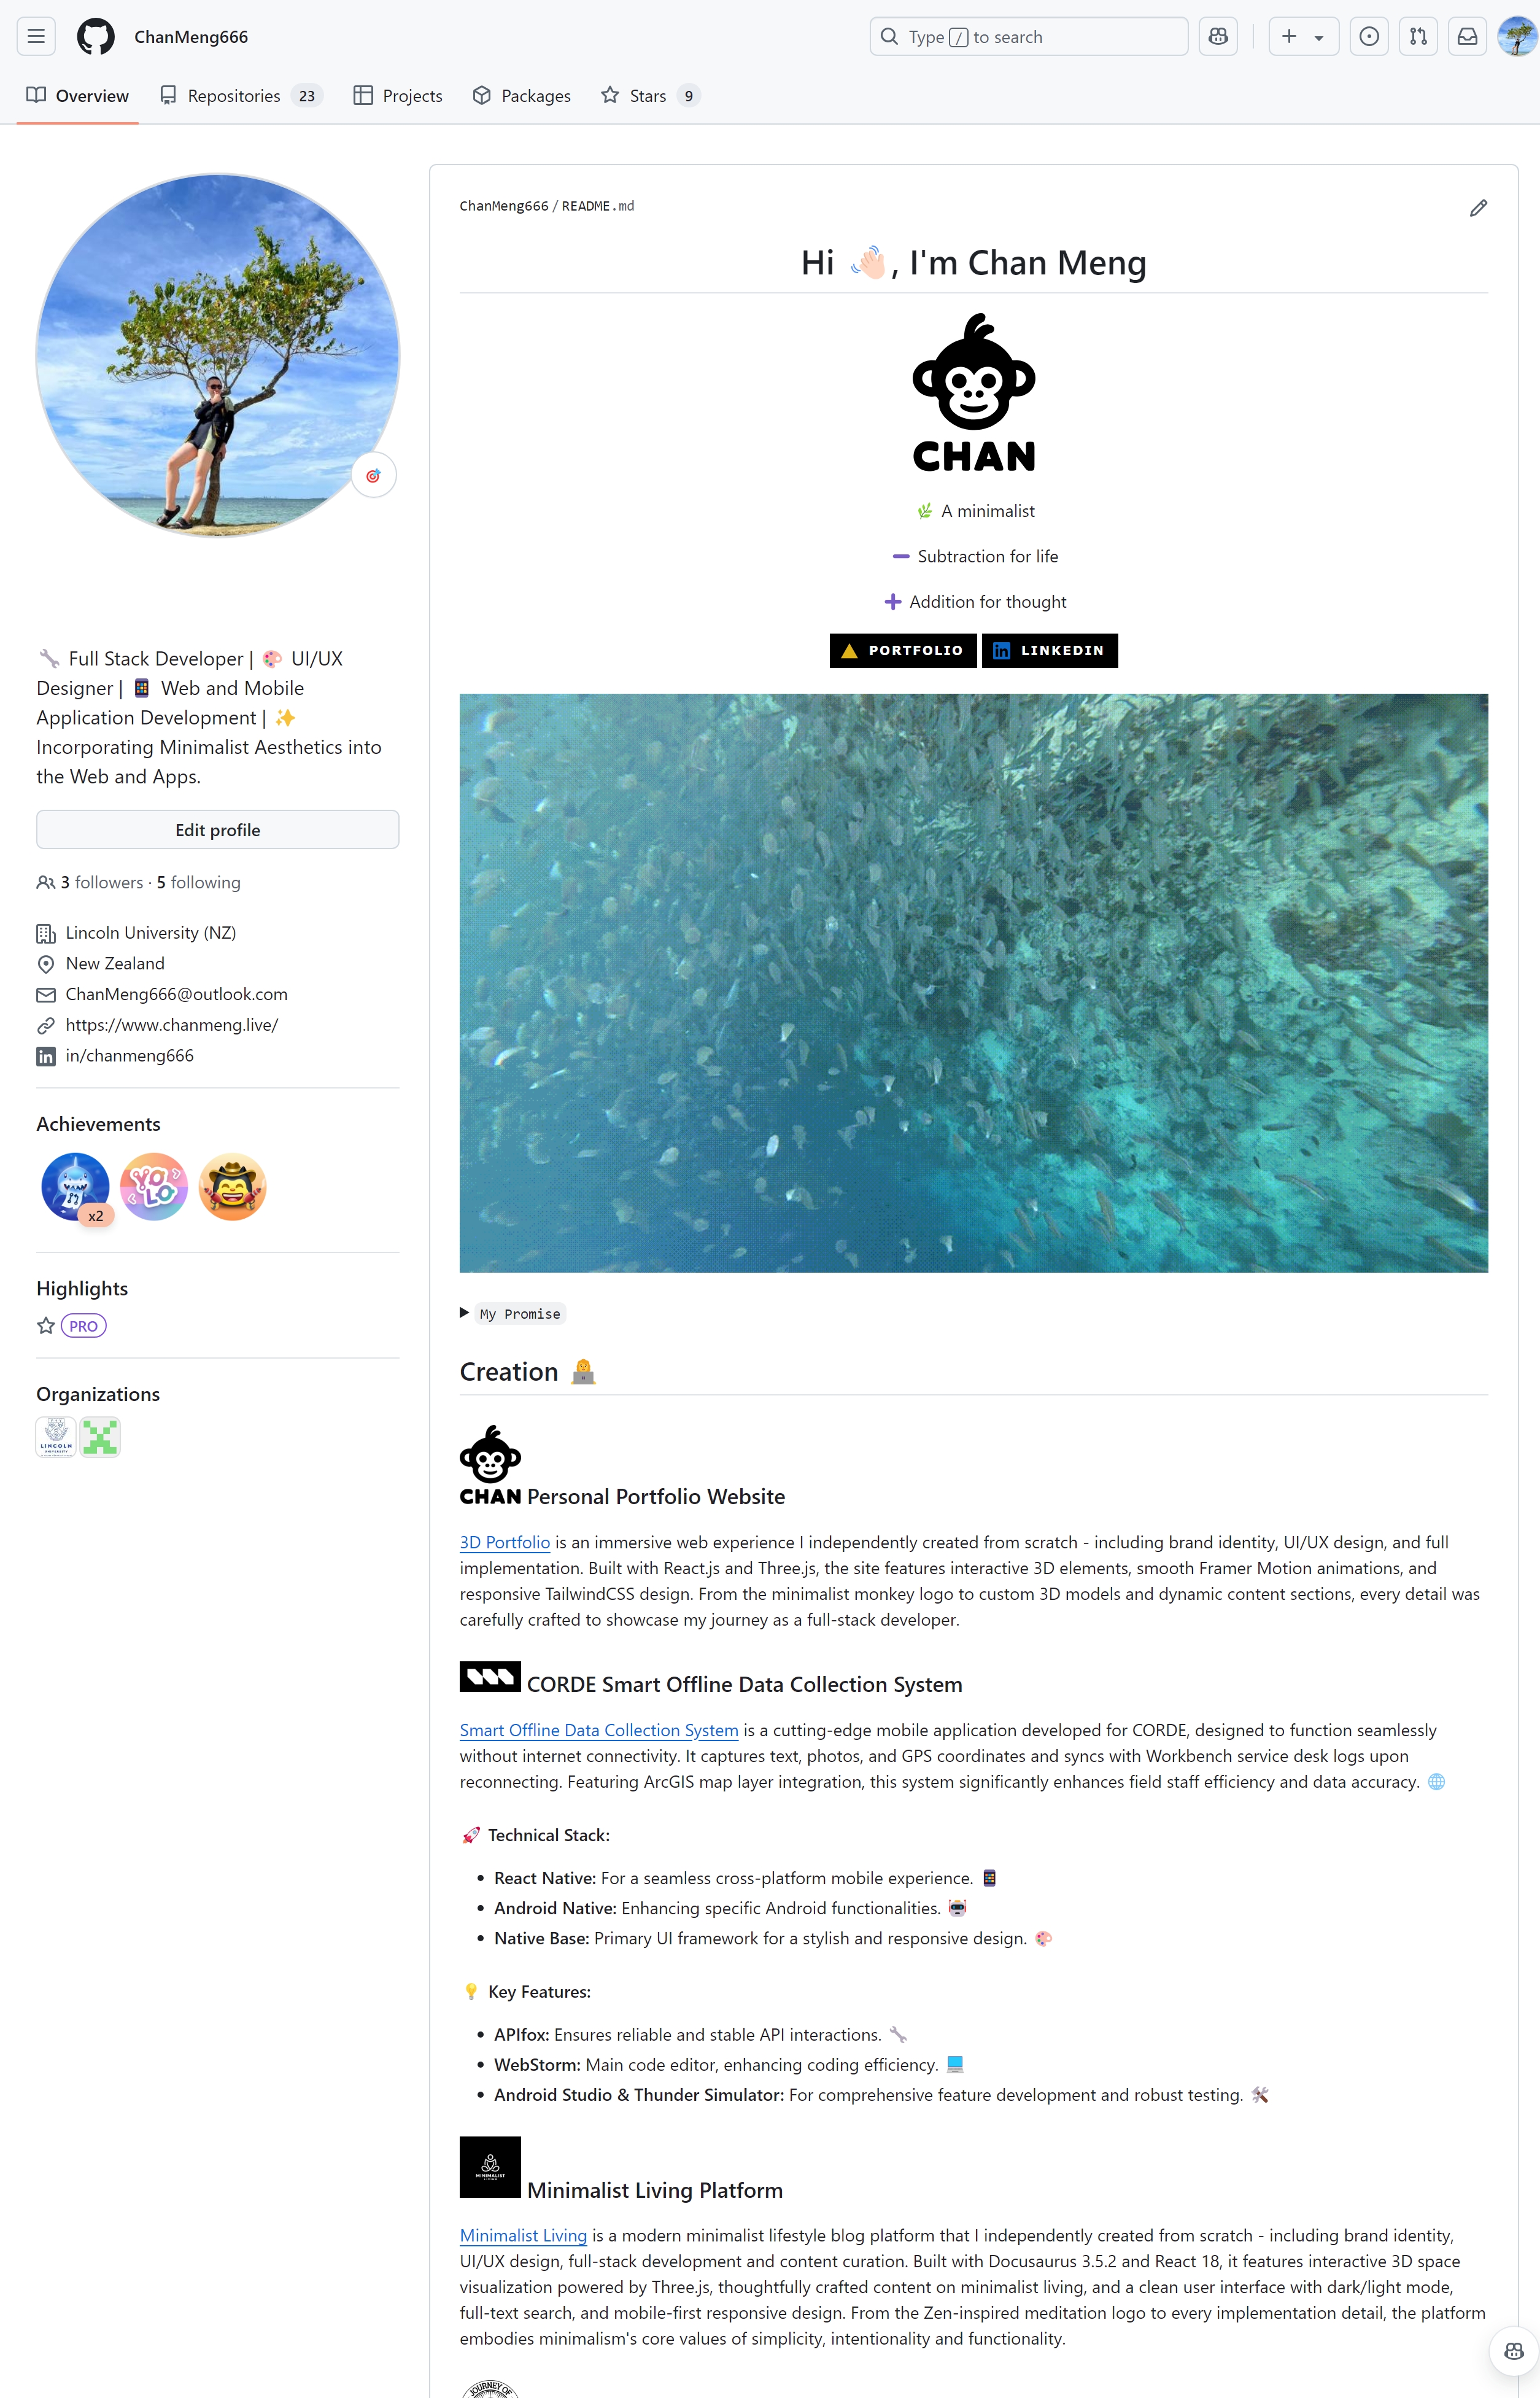 ChanMeng666
Type / to search
Overview
Repositories 23
Projects
Packages
Stars 9
🔧 Full Stack Developer | 🎨 UI/UX
Designer | 📱 Web and Mobile
Application Development | ✨
Incorporating Minimalist Aesthetics into
the Web and Apps.
Edit profile
3 followers · 5 following
Lincoln University (NZ)
New Zealand
ChanMeng666@outlook.com
https://www.chanmeng.live/
in/chanmeng666
Achievements
x2
YOLO
Highlights
PRO
Organizations
LINCOLN
ChanMeng666 / README.md
Hi 👋🏻, I'm Chan Meng
CHAN
🌿 A minimalist
➖ Subtraction for life
➕ Addition for thought
PORTFOLIO
LINKEDIN
My Promise
Creation 👩‍💻
CHAN Personal Portfolio Website
3D Portfolio is an immersive web experience I independently created from scratch - including brand identity, UI/UX design, and full
implementation. Built with React.js and Three.js, the site features interactive 3D elements, smooth Framer Motion animations, and
responsive TailwindCSS design. From the minimalist monkey logo to custom 3D models and dynamic content sections, every detail was
carefully crafted to showcase my journey as a full-stack developer.
CORDE Smart Offline Data Collection System
Smart Offline Data Collection System is a cutting-edge mobile application developed for CORDE, designed to function seamlessly
without internet connectivity. It captures text, photos, and GPS coordinates and syncs with Workbench service desk logs upon
reconnecting. Featuring ArcGIS map layer integration, this system significantly enhances field staff efficiency and data accuracy. 🌐
🚀 Technical Stack:
• React Native: For a seamless cross-platform mobile experience. 📱
• Android Native: Enhancing specific Android functionalities. 🤖
• Native Base: Primary UI framework for a stylish and responsive design. 🎨
💡 Key Features:
• APIfox: Ensures reliable and stable API interactions. 🔧
• WebStorm: Main code editor, enhancing coding efficiency. 💻
• Android Studio & Thunder Simulator: For comprehensive feature development and robust testing. 🛠️
MINIMALIST
LIVING
Minimalist Living Platform
Minimalist Living is a modern minimalist lifestyle blog platform that I independently created from scratch - including brand identity,
UI/UX design, full-stack development and content curation. Built with Docusaurus 3.5.2 and React 18, it features interactive 3D space
visualization powered by Three.js, thoughtfully crafted content on minimalist living, and a clean user interface with dark/light mode,
full-text search, and mobile-first responsive design. From the Zen-inspired meditation logo to every implementation detail, the platform
embodies minimalism's core values of simplicity, intentionality and functionality.
JOURNEY OF